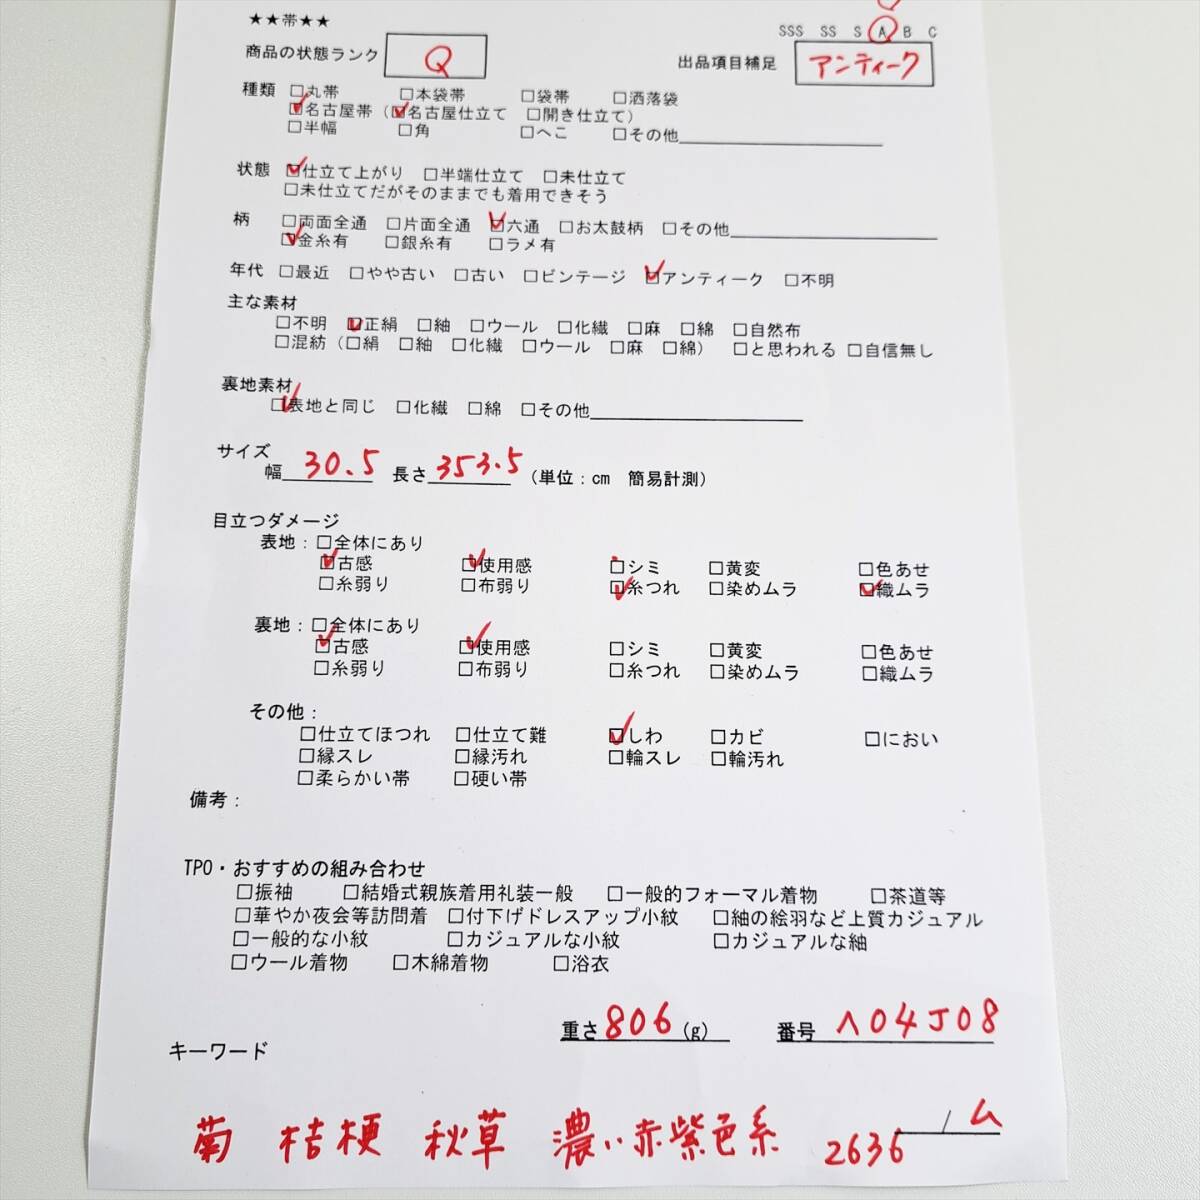 ★★帯★★
SSS SS S A B C
商品の状態ランク Q 出品項目補足 アンティーク
種類 □丸帯 □本袋帯 □袋帯 □洒落袋
☑名古屋帯（☑名古屋仕立て □開き仕立て）
□半幅 □角 □へこ □その他
状態 ☑仕立て上がり □半端仕立て □未仕立て
□未仕立てだがそのままでも着用できそう
柄 □両面全通 □片面全通 ☑六通 □お太鼓柄 □その他
☑金糸有 □銀糸有 □ラメ有
年代 □最近 □やや古い □古い □ビンテージ ☑アンティーク □不明
主な素材
□不明 ☑正絹 □紬 □ウール □化繊 □麻 □綿 □自然布
□混紡（□絹 □紬 □化繊 □ウール □麻 □綿） □と思われる □自信無し
裏地素材
☑表地と同じ □化繊 □綿 □その他
サイズ
幅 30.5 長さ 353.5 （単位：cm 簡易計測）
目立つダメージ
表地：□全体にあり
☑古感 ☑使用感 □シミ □黄変 □色あせ
□糸弱り □布弱り ☑糸つれ □染めムラ ☑織ムラ
裏地：□全体にあり
☑古感 ☑使用感 □シミ □黄変 □色あせ
□糸弱り □布弱り □糸つれ □染めムラ □織ムラ
その他：
□仕立てほつれ □仕立て難 ☑しわ □カビ □におい
□縁スレ □縁汚れ □輪スレ □輪汚れ
□柔らかい帯 □硬い帯
備考：
TPO・おすすめの組み合わせ
□振袖 □結婚式親族着用礼装一般 □一般的フォーマル着物 □茶道等
□華やか夜会等訪問着 □付下げドレスアップ小紋 □紬の絵羽など上質カジュアル
□一般的な小紋 □カジュアルな小紋 □カジュアルな紬
□ウール着物 □木綿着物 □浴衣
重さ 806 (g) 番号 ∧04J08
キーワード
菊 桔梗 秋草 濃い赤紫色系 2636 / ム